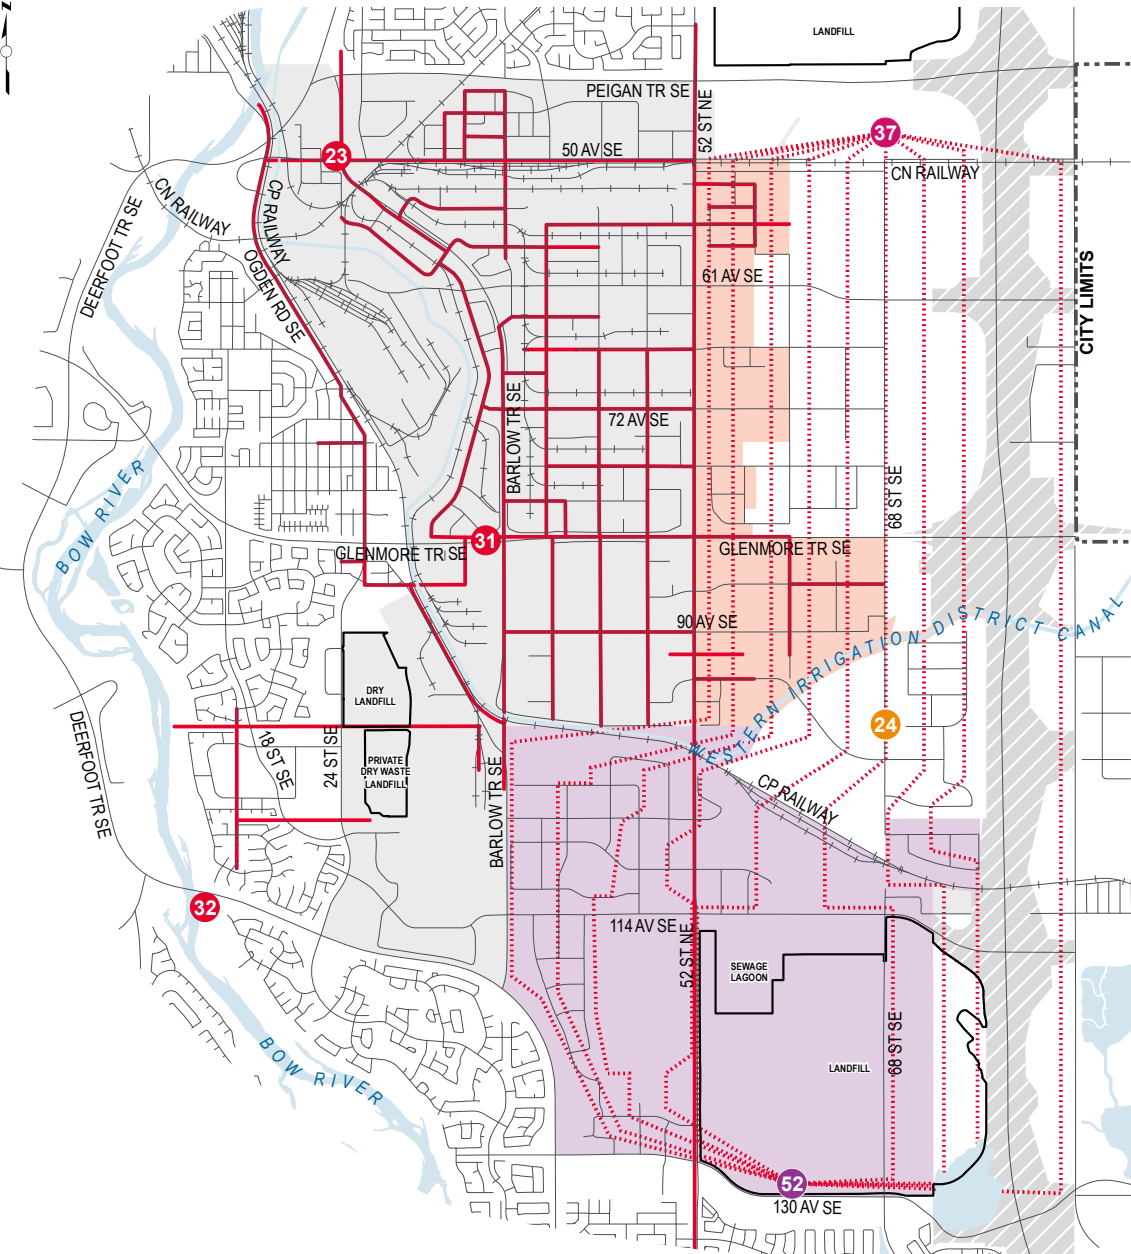 Z
LANDFILL
PEIGAN TR SE
52 ST NE
37
23
50 AV SE
CN RAILWAY
CN RAILWAY
CP RAILWAY
DEERFOOT TR SE
OGDEN RD SE
61 AV SE
CITY LIMITS
BARLOW TR SE
72 AV SE
BOW RIVER
68 ST SE
31
GLENMORE TR SE
GLENMORE TR SE
90 AV SE
WESTERN IRRIGATION DISTRICT CANAL
DRY
LANDFILL
24
DEERFOOT TR SE
18 ST SE
24 ST SE
PRIVATE
DRY WASTE
LANDFILL
BARLOW TR SE
CP RAILWAY
32
114 AV SE
52 ST NE
SEWAGE
LAGOON
68 ST SE
LANDFILL
BOW RIVER
52
130 AV SE